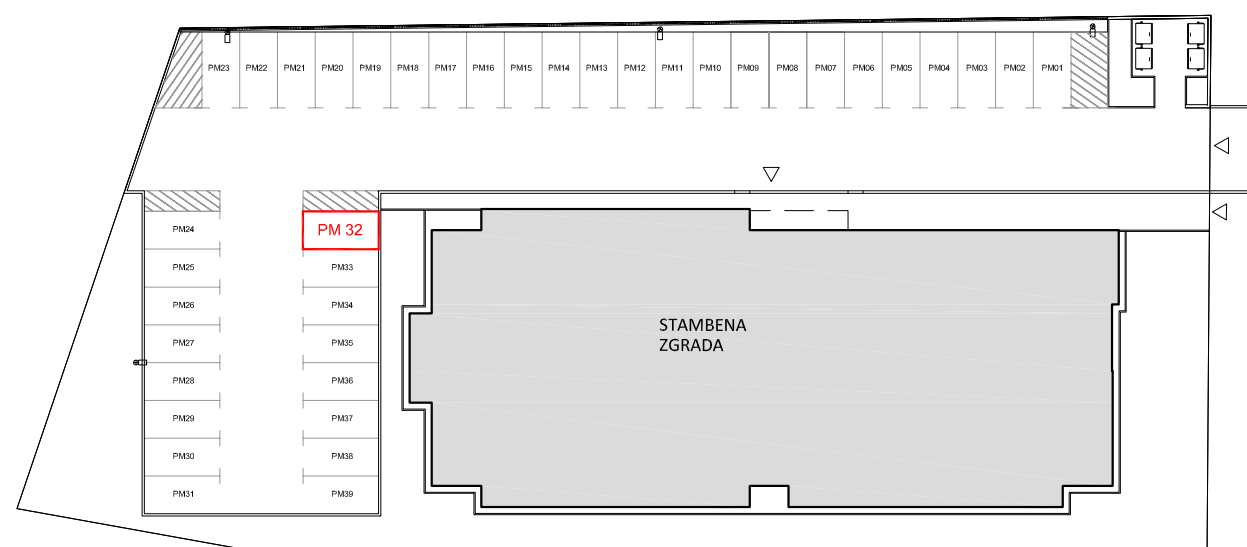 PM23 PM22 PM21 PM20 PM19 PM18 PM17 PM16 PM15 PM14 PM13 PM12 PM11 PM10 PM09 PM08 PM07 PM06 PM05 PM04 PM03 PM02 PM01
PM24 PM 32
PM25 PM33
PM26 PM34
PM27 PM35
PM28 PM36
PM29 PM37
PM30 PM38
PM31 PM39
STAMBENA
ZGRADA